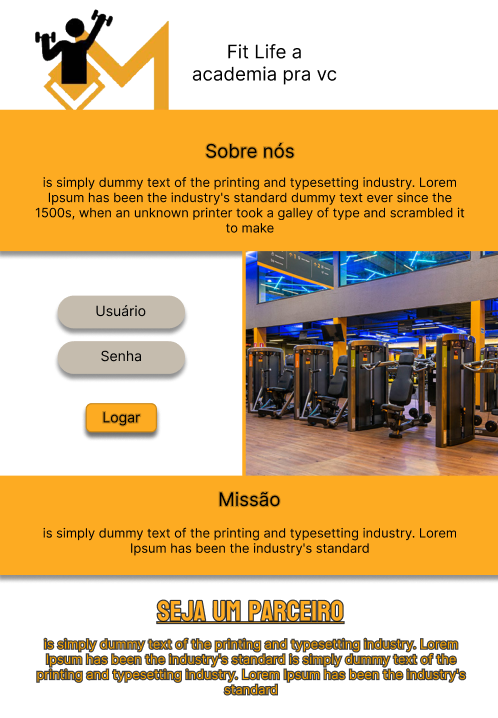 Fit Life a
academia pra vc
Sobre nós
is simply dummy text of the printing and typesetting industry. Lorem
Ipsum has been the industry's standard dummy text ever since the
1500s, when an unknown printer took a galley of type and scrambled it
to make
Usuário
Senha
Logar
Missão
is simply dummy text of the printing and typesetting industry. Lorem
Ipsum has been the industry's standard
SEJA UM PARCEIRO
is simply dummy text of the printing and typesetting industry. Lorem
Ipsum has been the industry's standard is simply dummy text of the
printing and typesetting industry. Lorem Ipsum has been the industry's
standard